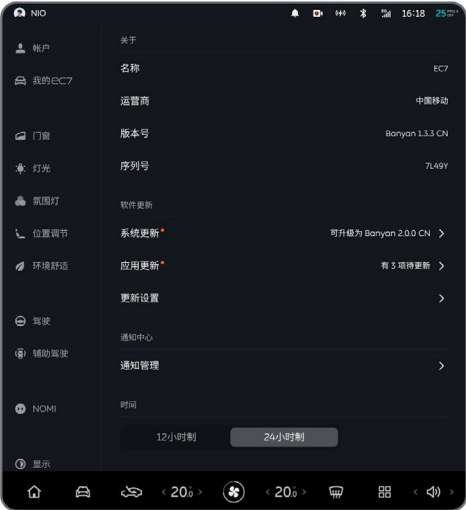 NIO
5G
16:18
25
帐户
我的EC7
门窗
灯光
氛围灯
位置调节
环境舒适
驾驶
辅助驾驶
NOMI
显示
关于
名称 EC7
运营商 中国移动
版本号 Banyan 1.3.3 CN
序列号 7L49Y
软件更新
系统更新 可升级为 Banyan 2.0.0 CN
应用更新 有 3 项待更新
更新设置
通知中心
通知管理
时间
12小时制 24小时制
20.0 20.0